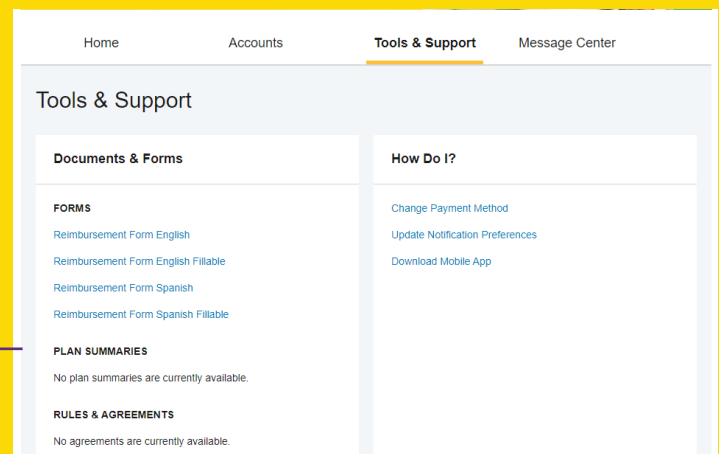 Home Accounts Tools & Support Message Center
Tools & Support
Documents & Forms
FORMS
Reimbursement Form English
Reimbursement Form English Fillable
Reimbursement Form Spanish
Reimbursement Form Spanish Fillable
PLAN SUMMARIES
No plan summaries are currently available.
RULES & AGREEMENTS
No agreements are currently available.
How Do I?
Change Payment Method
Update Notification Preferences
Download Mobile App